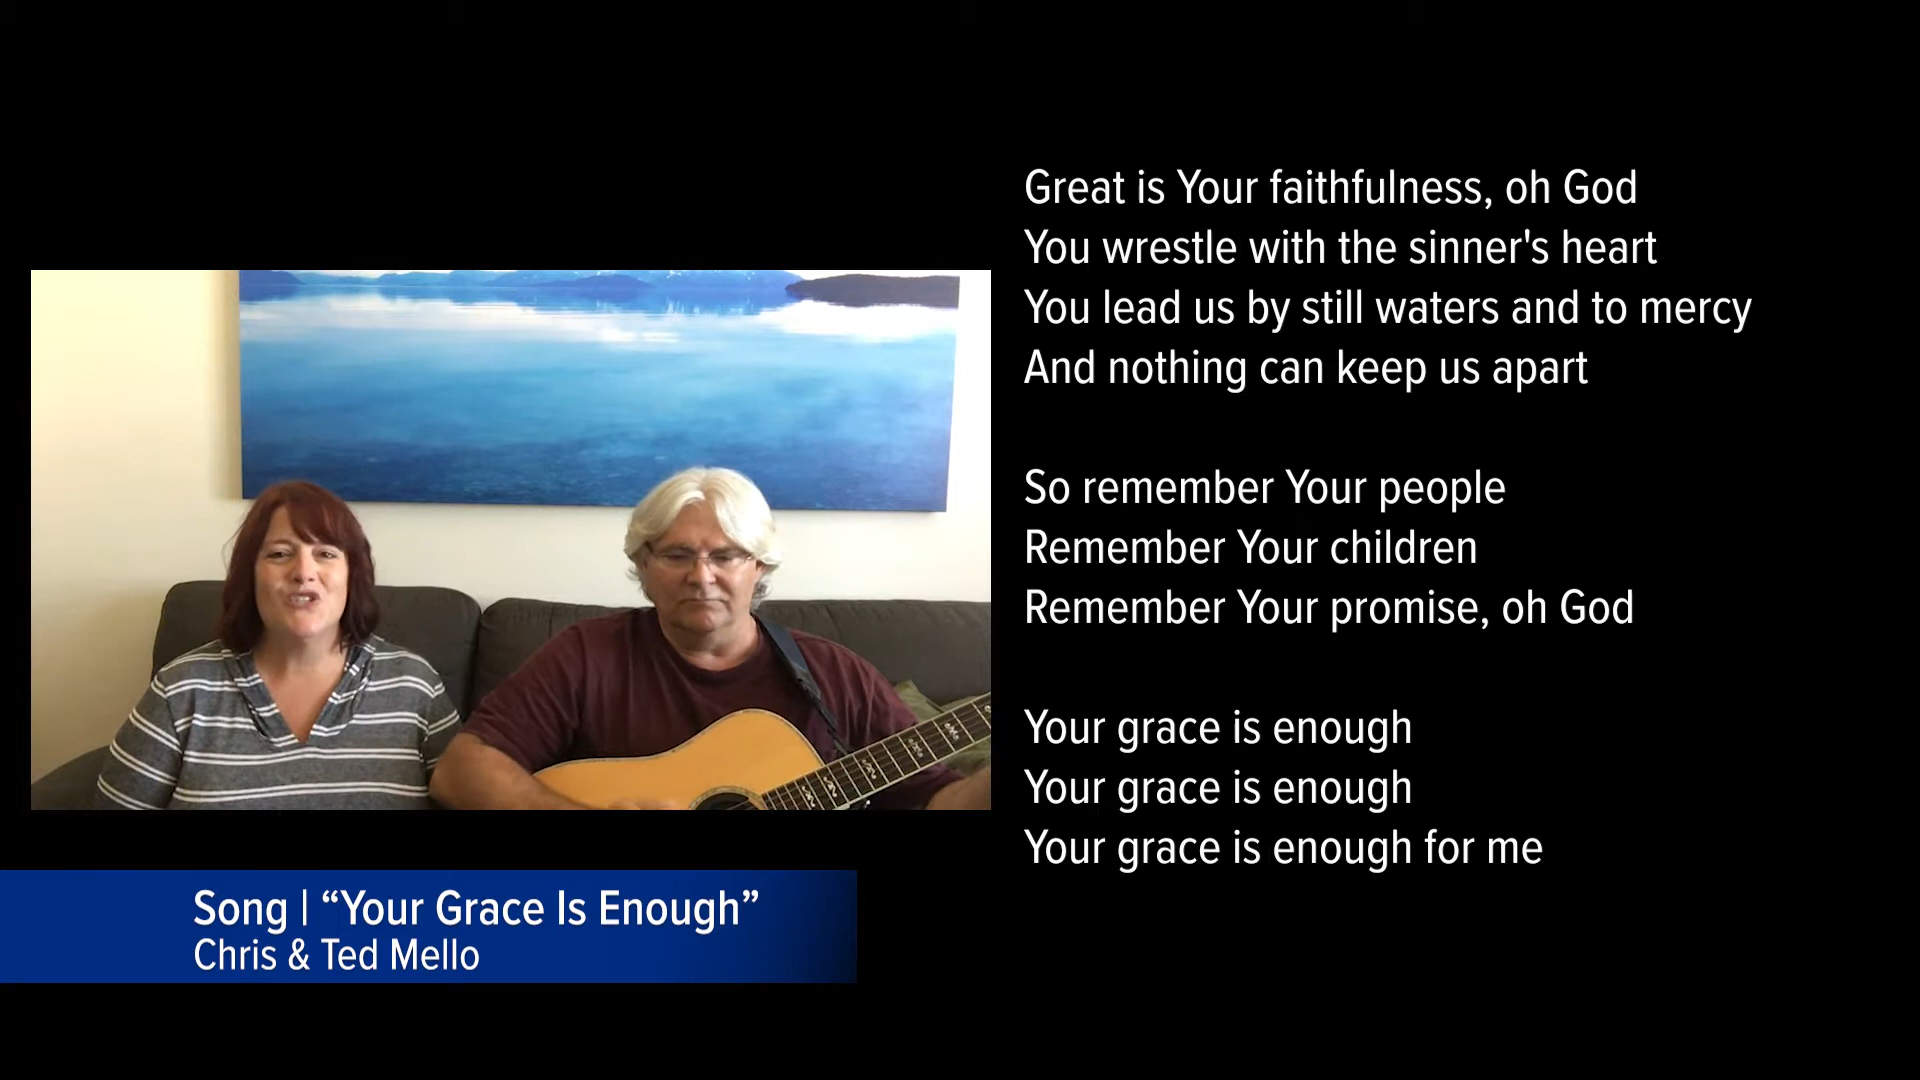 Great is Your faithfulness, oh God
You wrestle with the sinner's heart
You lead us by still waters and to mercy
And nothing can keep us apart
So remember Your people
Remember Your children
Remember Your promise, oh God
Your grace is enough
Your grace is enough
Your grace is enough for me
Song | “Your Grace Is Enough”
Chris & Ted Mello